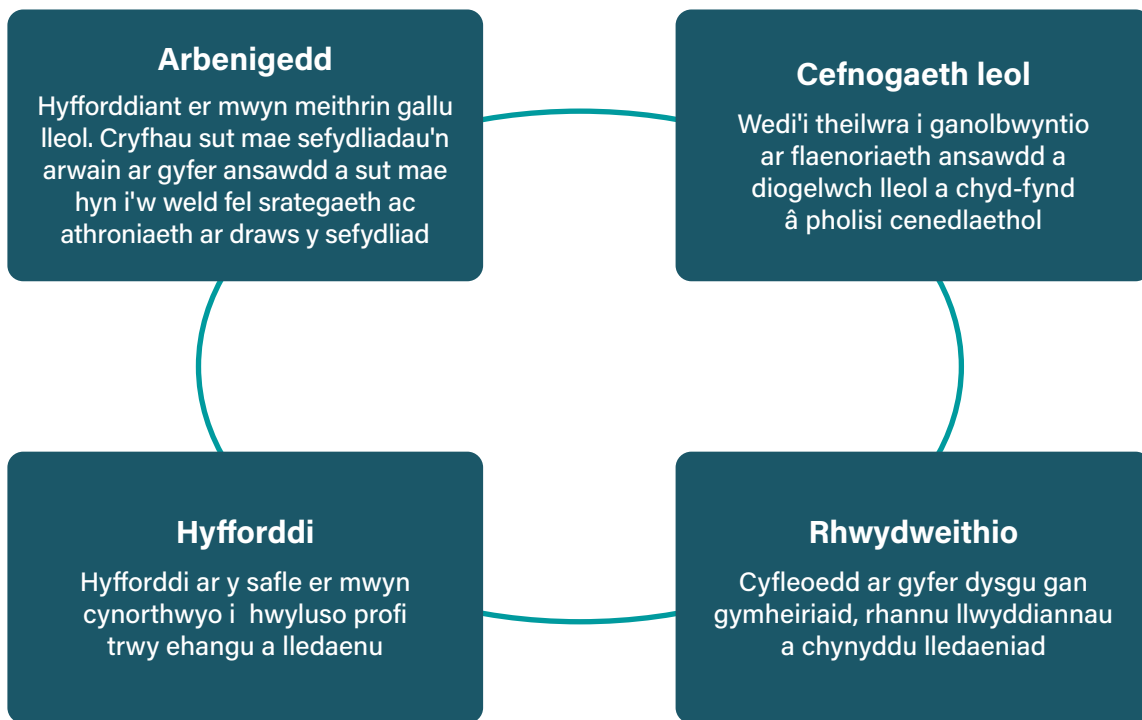 Arbenigedd
Hyfforddiant er mwyn meithrin gallu
lleol. Cryfhau sut mae sefydliadau'n
arwain ar gyfer ansawdd a sut mae
hyn i'w weld fel srategaeth ac
athroniaeth ar draws y sefydliad
Cefnogaeth leol
Wedi'i theilwra i ganolbwyntio
ar flaenoriaeth ansawdd a
diogelwch lleol a chyd-fynd
â pholisi cenedlaethol
Hyfforddi
Hyfforddi ar y safle er mwyn
cynorthwyo i hwyluso profi
trwy ehangu a lledaenu
Rhwydweithio
Cyfleoedd ar gyfer dysgu gan
gymheiriaid, rhannu llwyddiannau
a chynyddu lledaeniad